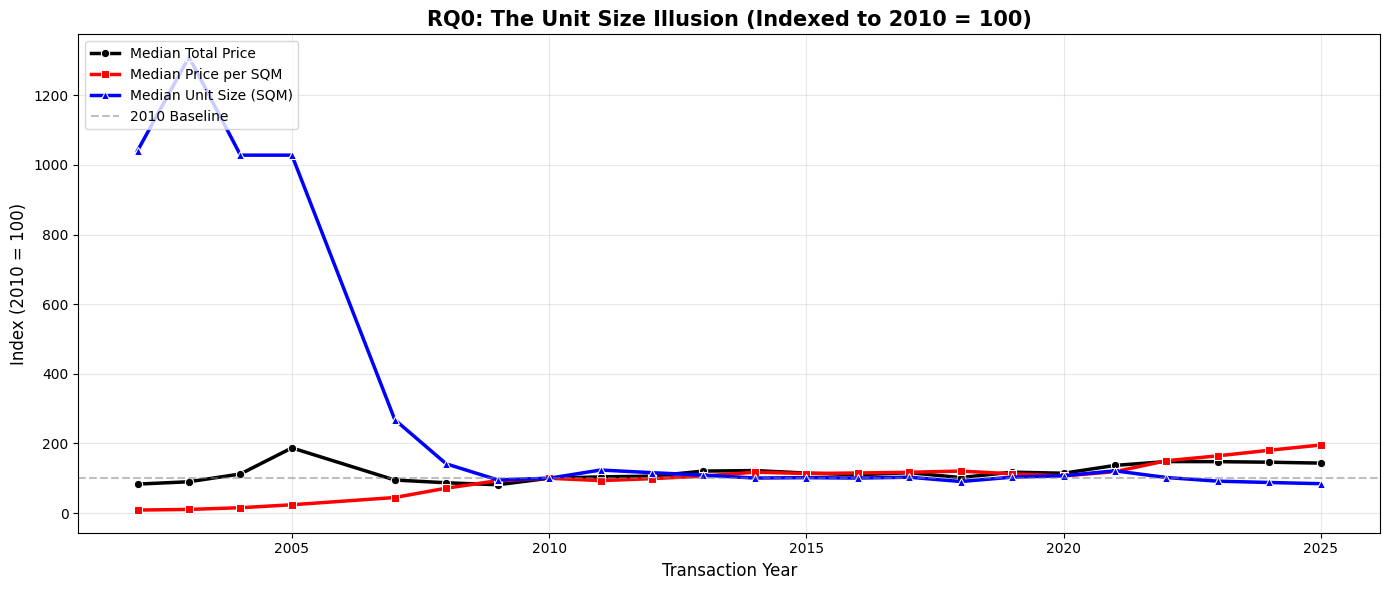 RQ0: The Unit Size Illusion (Indexed to 2010 = 100)
Median Total Price
Median Price per SQM
Median Unit Size (SQM)
2010 Baseline
Index (2010 = 100)
1200
1000
800
600
400
200
0
2005
2010
2015
2020
2025
Transaction Year